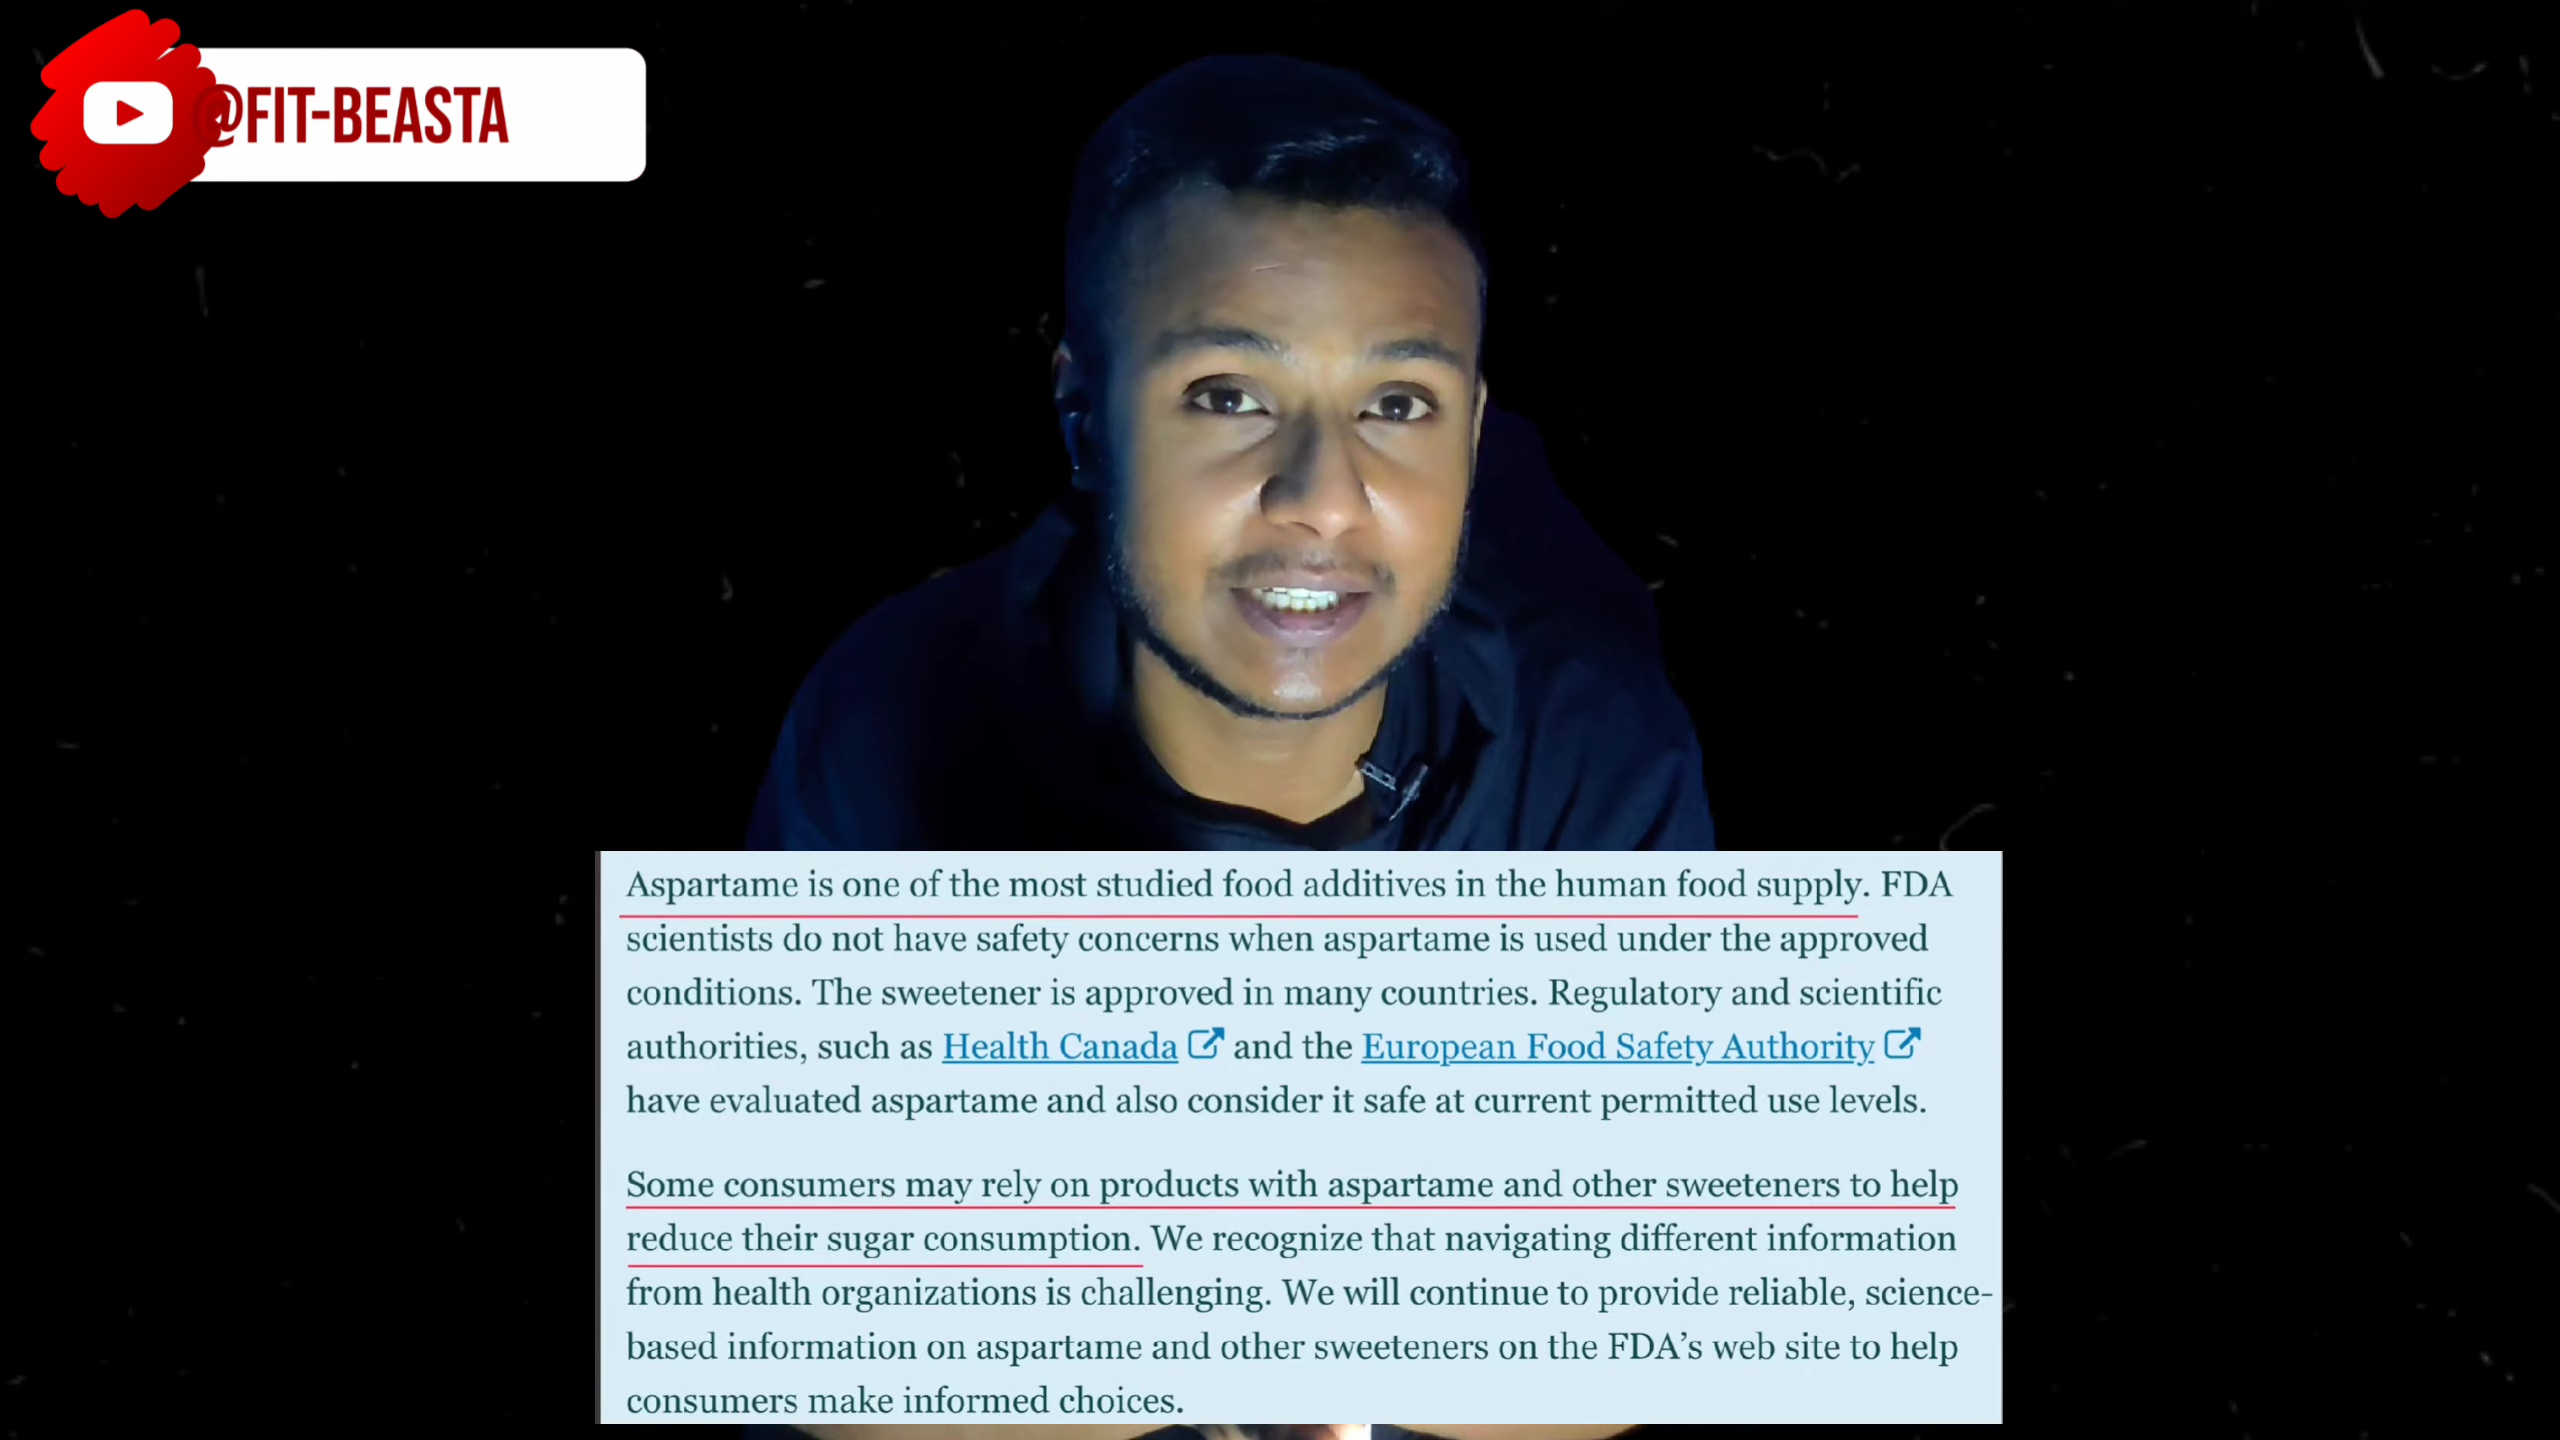 @FIT-BEASTA
Aspartame is one of the most studied food additives in the human food supply. FDA
scientists do not have safety concerns when aspartame is used under the approved
conditions. The sweetener is approved in many countries. Regulatory and scientific
authorities, such as Health Canada and the European Food Safety Authority
have evaluated aspartame and also consider it safe at current permitted use levels.
Some consumers may rely on products with aspartame and other sweeteners to help
reduce their sugar consumption. We recognize that navigating different information
from health organizations is challenging. We will continue to provide reliable, science-
based information on aspartame and other sweeteners on the FDA’s web site to help
consumers make informed choices.